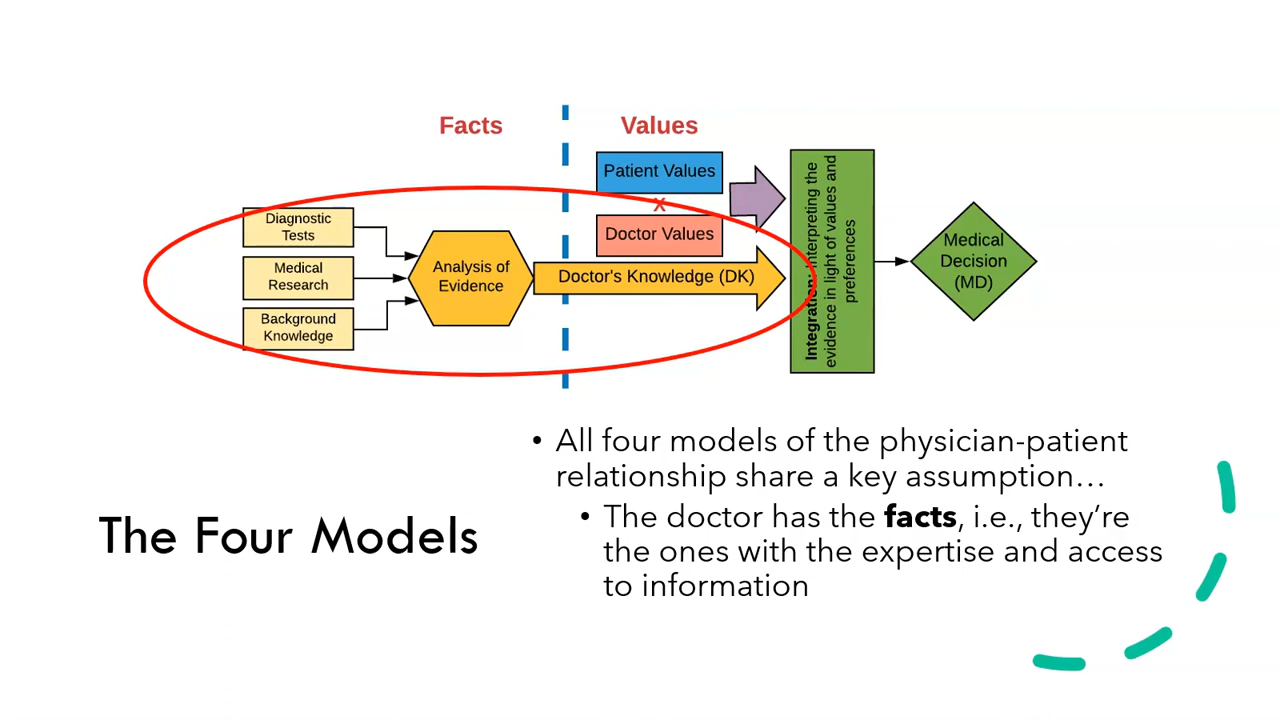 Facts
Values
Patient Values
x
Doctor Values
Diagnostic
Tests
Medical
Research
Background
Knowledge
Analysis of
Evidence
Doctor's Knowledge (DK)
Integration: interpreting the
evidence in light of values and
preferences
Medical
Decision
(MD)
The Four Models
• All four models of the physician-patient
relationship share a key assumption…
• The doctor has the facts, i.e., they’re
the ones with the expertise and access
to information